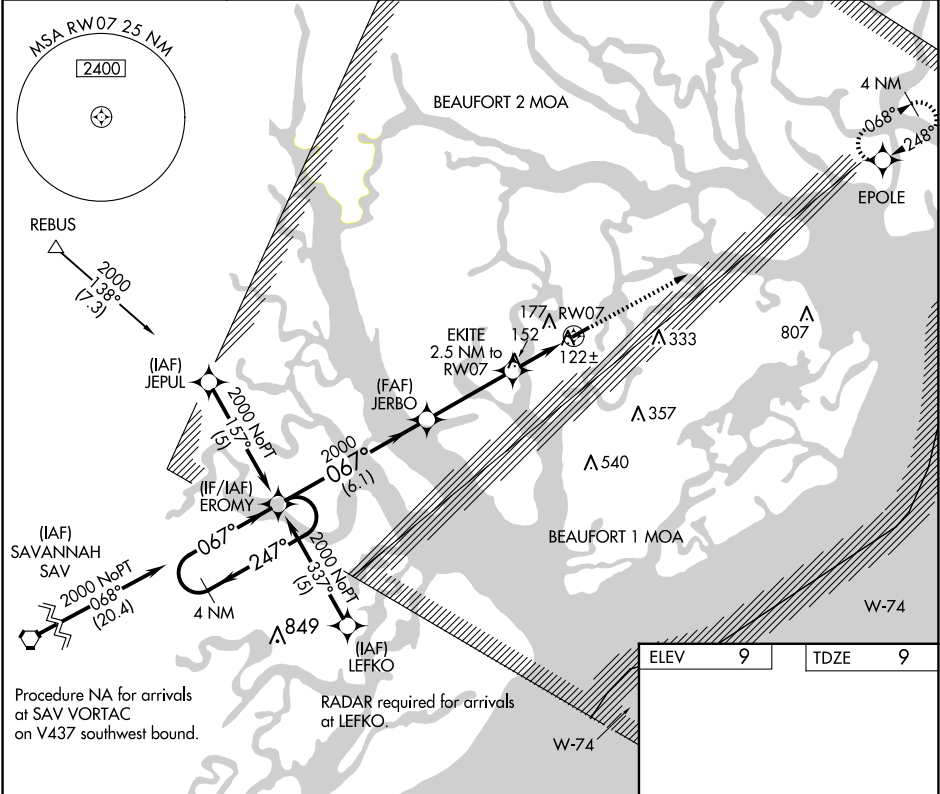 MSA RW07 25 NM
2400
BEAUFORT 2 MOA
4 NM
068°
248°
EPOLE
REBUS
2000
138°
(7.3)
177
RW07
152
122±
EKITE
2.5 NM to
RW07
333
807
(IAF)
JEPUL
2000 NoPT
157°
(5)
(FAF)
JERBO
357
2000
067°
(6.1)
540
(IF/IAF)
EROMY
067°
247°
4 NM
BEAUFORT 1 MOA
(IAF)
SAVANNAH
SAV
2000 NoPT
068°
(20.4)
2000 NoPT
337°
(5)
849
(IAF)
LEFKO
W-74
Procedure NA for arrivals
at SAV VORTAC
on V437 southwest bound.
RADAR required for arrivals
at LEFKO.
W-74
ELEV 9
TDZE 9